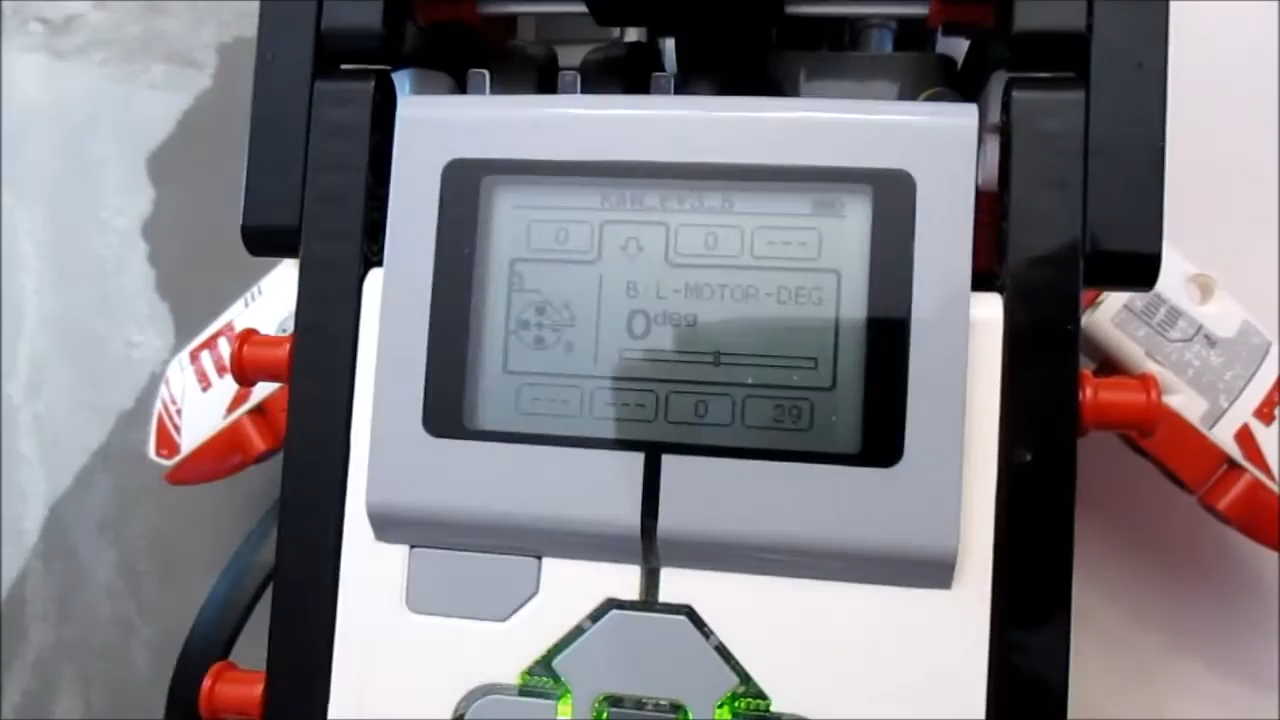 0 0 ---
B:L-MOTOR-DEG
0deg
--- --- 0 29